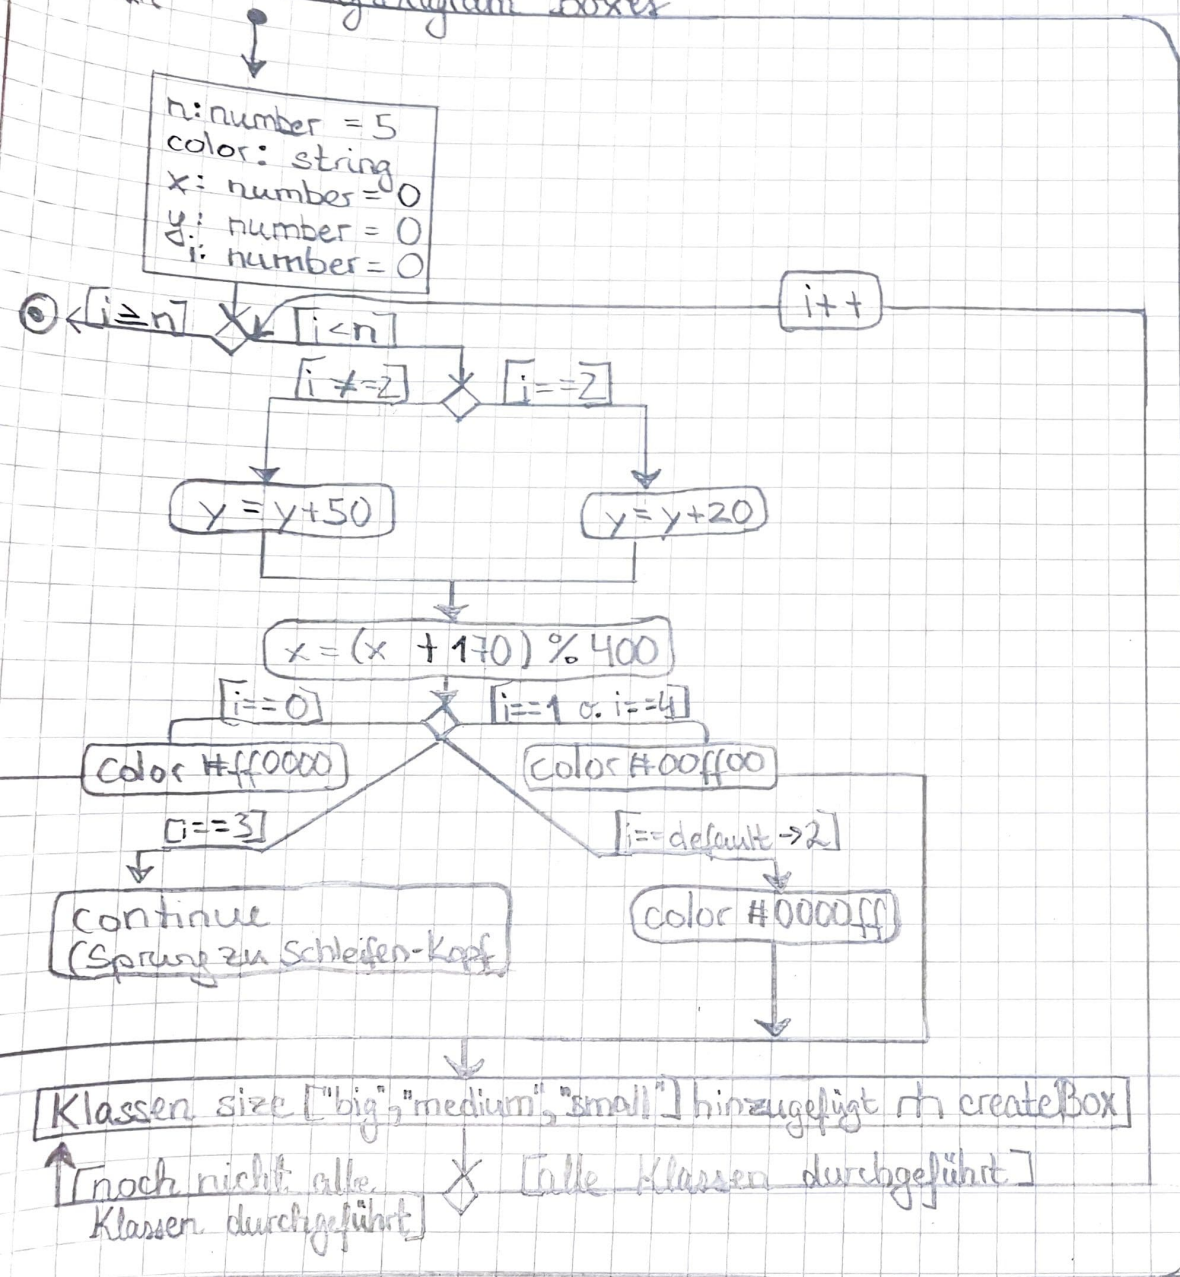 boxes
n: number = 5
color: string
x: number = 0
y: number = 0
i: number = 0
i++
[i≥n]
[i<n]
[i ≠=2]
[i==2]
y = y+50
y = y+20
x = (x + 170) % 400
[i==0]
[i==1 o. i==4]
color #ff0000
color #00ff00
[i==3]
[i==default →2]
continue
(Sprung zu Schleifen-Kopf
color #0000ff
Klassen size ["big","medium","small"] hinzugefügt createBox
[noch nicht alle
Klassen durchgeführt]
[alle Klassen durchgeführt]